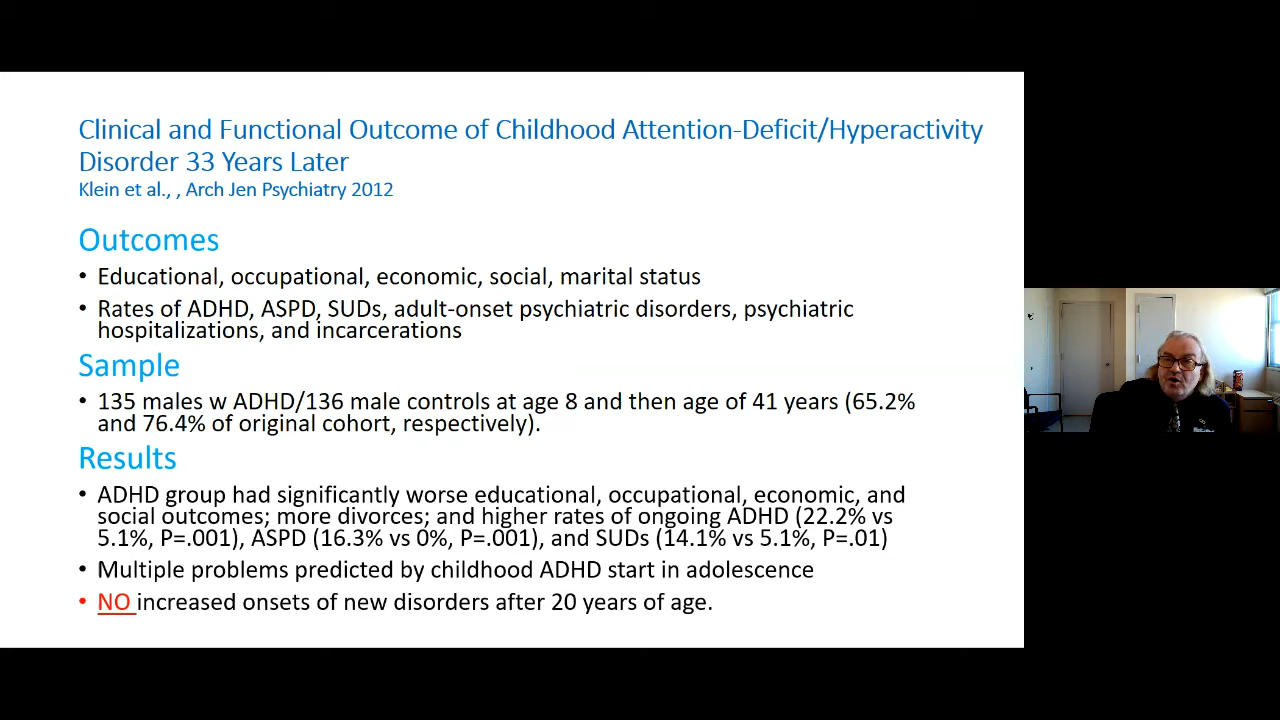 Clinical and Functional Outcome of Childhood Attention-Deficit/Hyperactivity
Disorder 33 Years Later
Klein et al., , Arch Jen Psychiatry 2012
Outcomes
• Educational, occupational, economic, social, marital status
• Rates of ADHD, ASPD, SUDs, adult-onset psychiatric disorders, psychiatric
hospitalizations, and incarcerations
Sample
• 135 males w ADHD/136 male controls at age 8 and then age of 41 years (65.2%
and 76.4% of original cohort, respectively).
Results
• ADHD group had significantly worse educational, occupational, economic, and
social outcomes; more divorces; and higher rates of ongoing ADHD (22.2% vs
5.1%, P=.001), ASPD (16.3% vs 0%, P=.001), and SUDs (14.1% vs 5.1%, P=.01)
• Multiple problems predicted by childhood ADHD start in adolescence
• NO increased onsets of new disorders after 20 years of age.